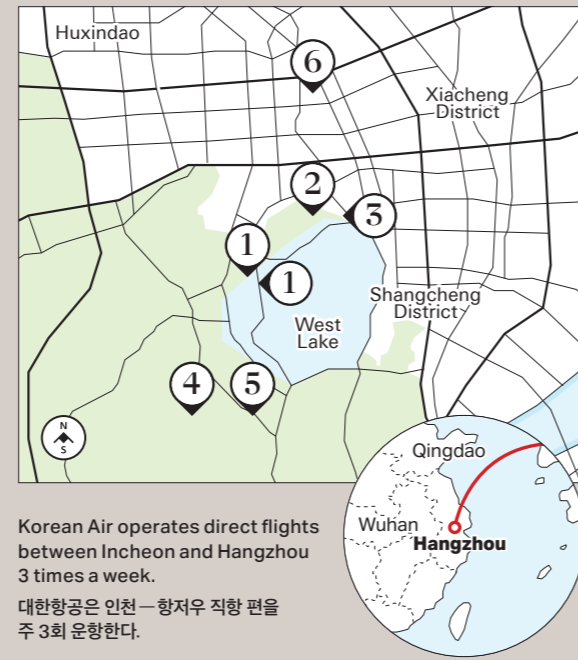 Huxindao
6
Xiacheng
District
2
3
1
1
Shangcheng
District
West
Lake
4
5
N
S
Qingdao
Wuhan
Hangzhou
Korean Air operates direct flights
between Incheon and Hangzhou
3 times a week.
대한항공은 인천—항저우 직항 편을
주 3회 운항한다.